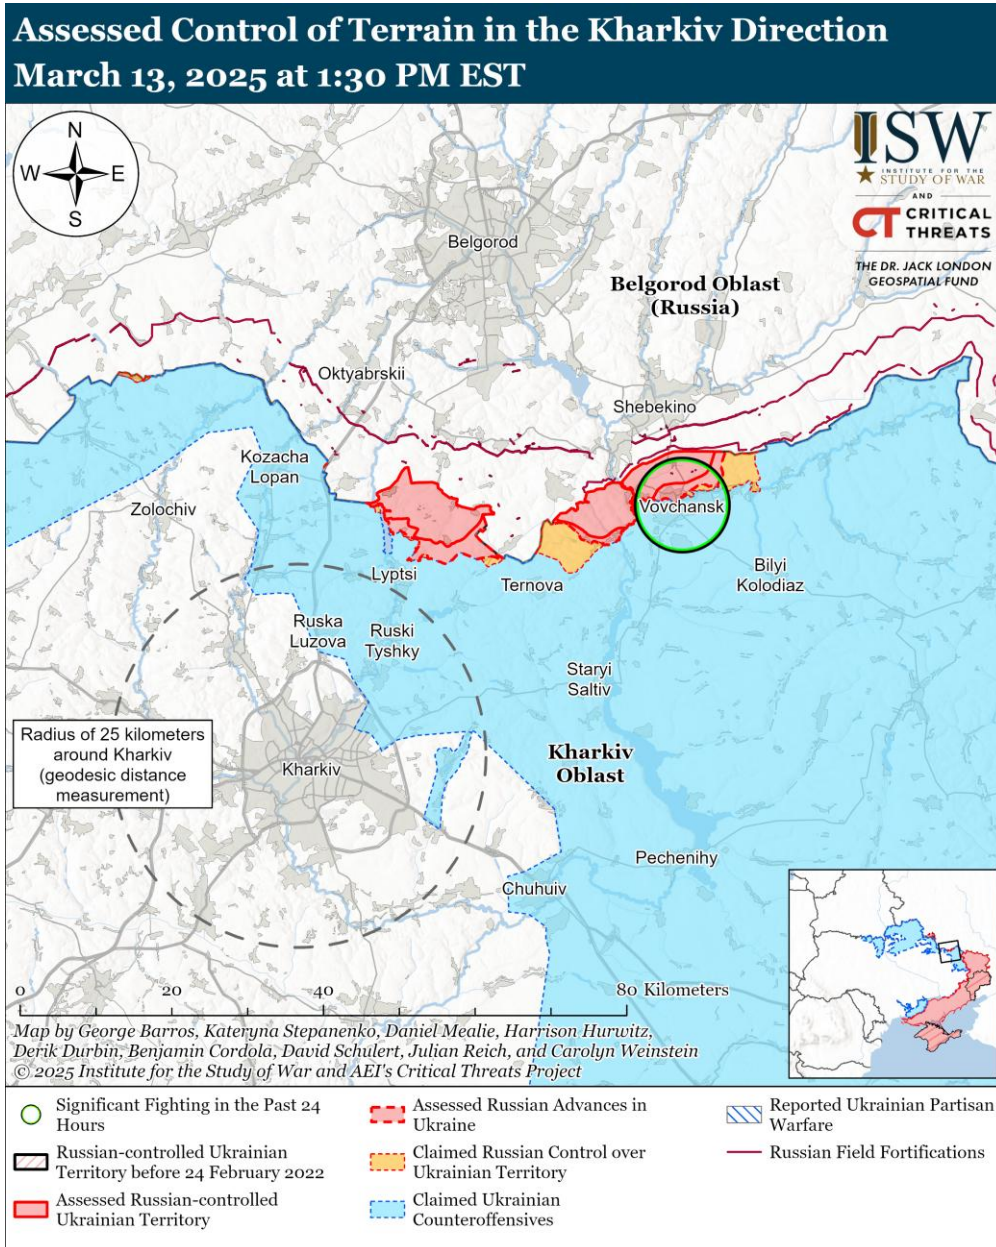 Assessed Control of Terrain in the Kharkiv Direction
March 13, 2025 at 1:30 PM EST
N
W
E
S
ISW
INSTITUTE FOR THE
STUDY OF WAR
AND
CT CRITICAL
THREATS
THE DR. JACK LONDON
GEOSPATIAL FUND
Belgorod
Belgorod Oblast
(Russia)
Oktyabrskii
Shebekino
Kozacha
Lopan
Zolochiv
Vovchansk
Lyptsi
Ternova
Bilyi
Kolodiaz
Ruska
Luzova
Ruski
Tyshky
Staryi
Saltiv
Radius of 25 kilometers
around Kharkiv
(geodesic distance
measurement)
Kharkiv
Kharkiv
Oblast
Pechenihy
Chuhuiv
0
20
40
80 Kilometers
Map by George Barros, Kateryna Stepanenko, Daniel Mealie, Harrison Hurwitz,
Derik Durbin, Benjamin Cordola, David Schulert, Julian Reich, and Carolyn Weinstein
© 2025 Institute for the Study of War and AEI's Critical Threats Project
Significant Fighting in the Past 24
Hours
Russian-controlled Ukrainian
Territory before 24 February 2022
Assessed Russian-controlled
Ukrainian Territory
Assessed Russian Advances in
Ukraine
Claimed Russian Control over
Ukrainian Territory
Claimed Ukrainian
Counteroffensives
Reported Ukrainian Partisan
Warfare
Russian Field Fortifications